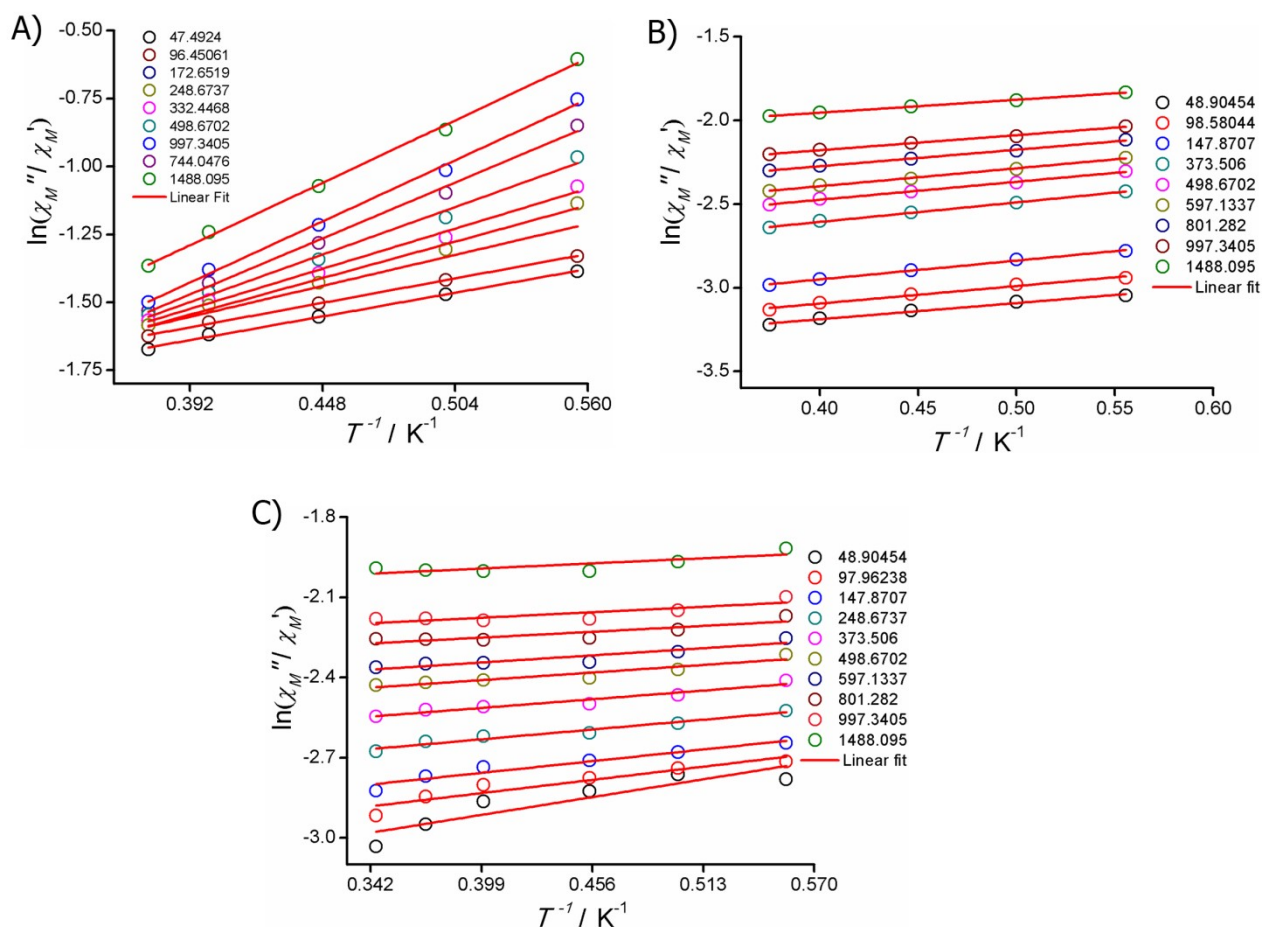 A)
ln(χM''/ χM')
-0.50
-0.75
-1.00
-1.25
-1.50
-1.75
47.4924
96.45061
172.6519
248.6737
332.4468
498.6702
997.3405
744.0476
1488.095
Linear Fit
0.392 0.448 0.504 0.560
T⁻¹ / K⁻¹
B)
ln(χM''/ χM')
-1.5
-2.0
-2.5
-3.0
-3.5
48.90454
98.58044
147.8707
373.506
498.6702
597.1337
801.282
997.3405
1488.095
Linear fit
0.40 0.45 0.50 0.55 0.60
T⁻¹ / K⁻¹
C)
ln(χM''/ χM')
-1.8
-2.1
-2.4
-2.7
-3.0
48.90454
97.96238
147.8707
248.6737
373.506
498.6702
597.1337
801.282
997.3405
1488.095
Linear fit
0.342 0.399 0.456 0.513 0.570
T⁻¹ / K⁻¹